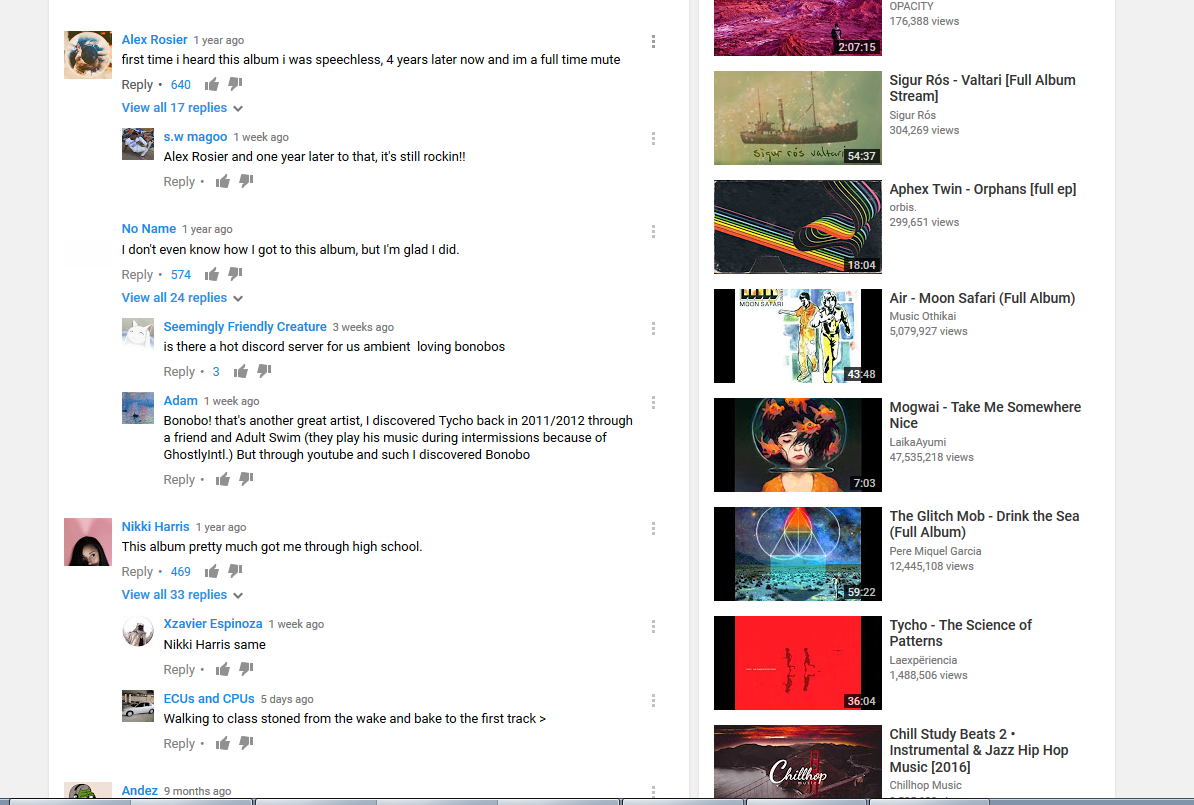 Alex Rosier 1 year ago
first time i heard this album i was speechless, 4 years later now and im a full time mute
Reply • 640
View all 17 replies
s.w magoo 1 week ago
Alex Rosier and one year later to that, it's still rockin!!
Reply •
No Name 1 year ago
I don't even know how I got to this album, but I'm glad I did.
Reply • 574
View all 24 replies
Seemingly Friendly Creature 3 weeks ago
is there a hot discord server for us ambient  loving bonobos
Reply • 3
Adam 1 week ago
Bonobo! that's another great artist, I discovered Tycho back in 2011/2012 through
a friend and Adult Swim (they play his music during intermissions because of
GhostlyIntl.) But through youtube and such I discovered Bonobo
Reply •
Nikki Harris 1 year ago
This album pretty much got me through high school.
Reply • 469
View all 33 replies
Xzavier Espinoza 1 week ago
Nikki Harris same
Reply •
ECUs and CPUs 5 days ago
Walking to class stoned from the wake and bake to the first track >
Reply •
Andez 9 months ago
OPACITY
176,388 views
2:07:15
Sigur Rós - Valtari [Full Album
Stream]
Sigur Rós
304,269 views
sigur rós valtari
54:37
Aphex Twin - Orphans [full ep]
orbis.
299,651 views
18:04
Air - Moon Safari (Full Album)
Music Othikai
5,079,927 views
MOON SAFARI
43:48
Mogwai - Take Me Somewhere
Nice
LaikaAyumi
47,535,218 views
7:03
The Glitch Mob - Drink the Sea
(Full Album)
Pere Miquel Garcia
12,445,108 views
59:22
Tycho - The Science of
Patterns
Laexpëriencia
1,488,506 views
36:04
Chill Study Beats 2 •
Instrumental & Jazz Hip Hop
Music [2016]
Chillhop Music
Chillhop
music